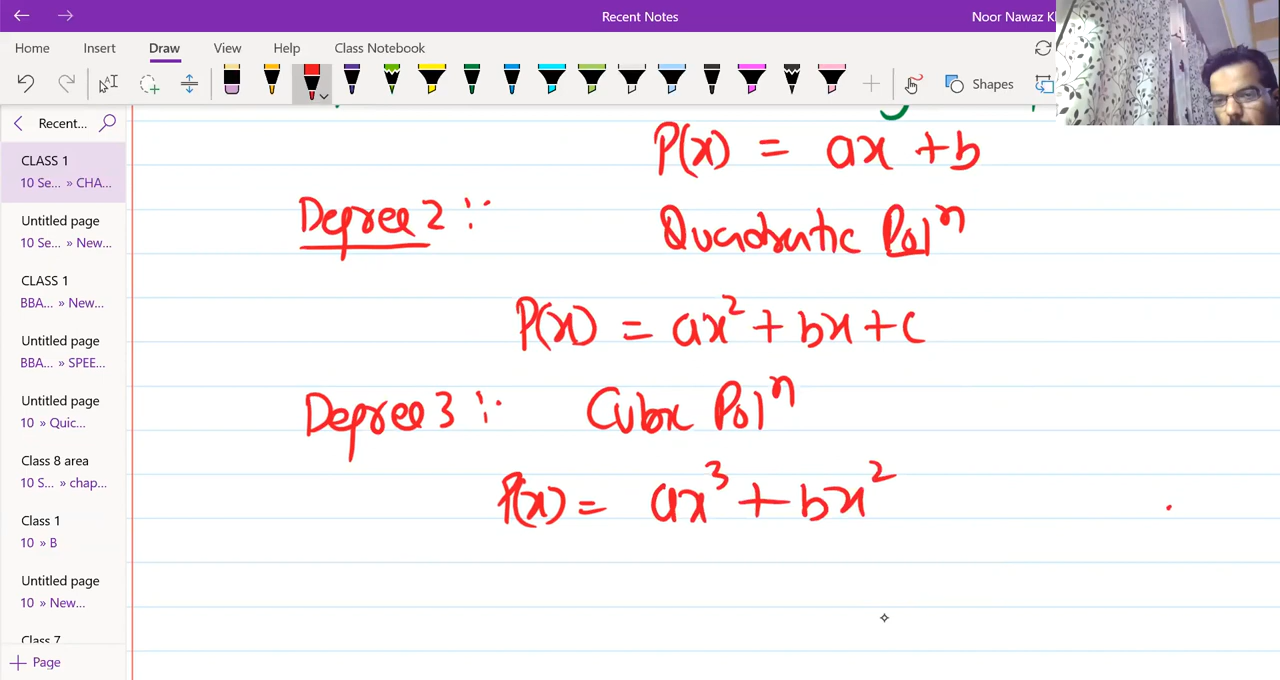 Recent Notes
Noor Nawaz Kh
Home Insert Draw View Help Class Notebook
Shapes
Recent...
CLASS 1
10 Se... » CHA...
Untitled page
10 Se... » New...
CLASS 1
BBA... » New...
Untitled page
BBA... » SPEE...
Untitled page
10 » Quic...
Class 8 area
10 S... » chap...
Class 1
10 » B
Untitled page
10 » New...
Class 7
Page
P(x) = ax + b
Degree 2 :- Quadratic Polⁿ
P(x) = ax² + bx + c
Degree 3 :- Cubic Polⁿ
P(x) = ax³ + bx²